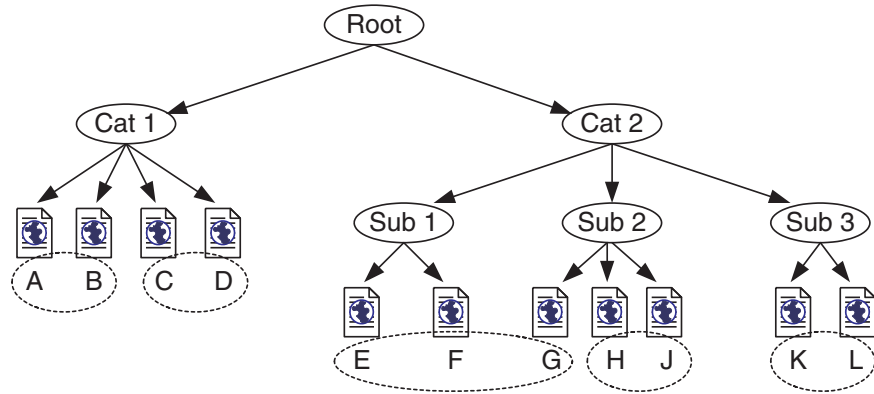 Root
Cat 1
Cat 2
Sub 1
Sub 2
Sub 3
A B C D
E F G H J K L